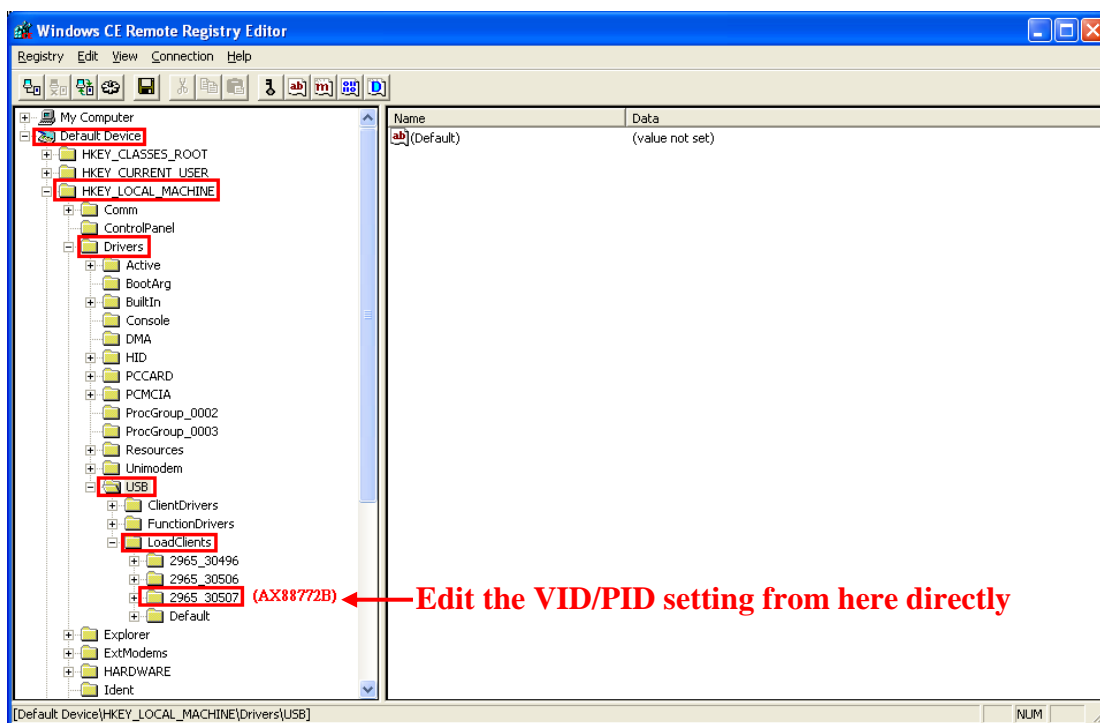 Windows CE Remote Registry Editor
Registry Edit View Connection Help
Name Data
My Computer
(Default) (value not set)
Default Device
HKEY_CLASSES_ROOT
HKEY_CURRENT_USER
HKEY_LOCAL_MACHINE
Comm
ControlPanel
Drivers
Active
BootArg
BuiltIn
Console
DMA
HID
PCCARD
PCMCIA
ProcGroup_0002
ProcGroup_0003
Resources
Unimodem
USB
ClientDrivers
FunctionDrivers
LoadClients
2965_30496
2965_30506
2965_30507 (AX88772B) Edit the VID/PID setting from here directly
Default
Explorer
ExtModems
HARDWARE
Ident
[Default Device\HKEY_LOCAL_MACHINE\Drivers\USB] NUM